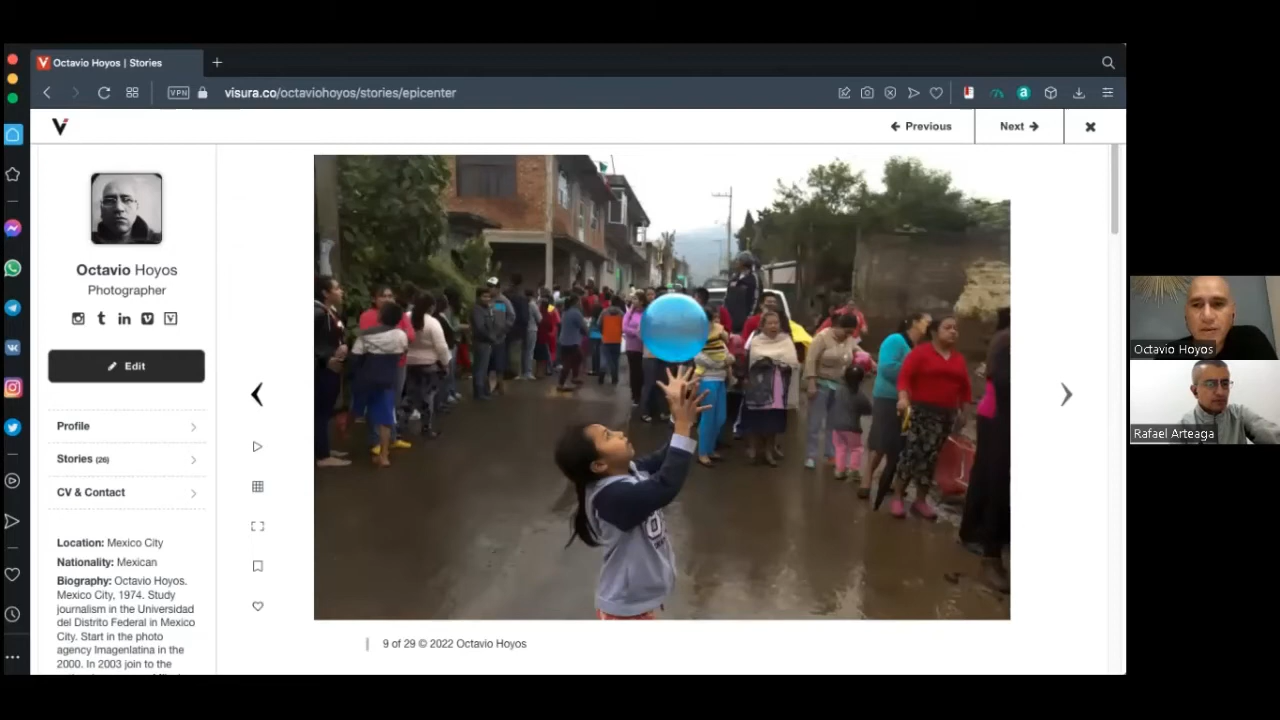 Octavio Hoyos | Stories
VPN
visura.co/octaviohoyos/stories/epicenter
Previous
Next
Octavio Hoyos
Photographer
Edit
Profile
Stories (26)
CV & Contact
Location: Mexico City
Nationality: Mexican
Biography: Octavio Hoyos.
Mexico City, 1974. Study
journalism in the Universidad
del Distrito Federal in Mexico
City. Start in the photo
agency Imagenlatina in the
2000. In 2003 join to the
9 of 29 © 2022 Octavio Hoyos
Octavio Hoyos
Rafael Arteaga